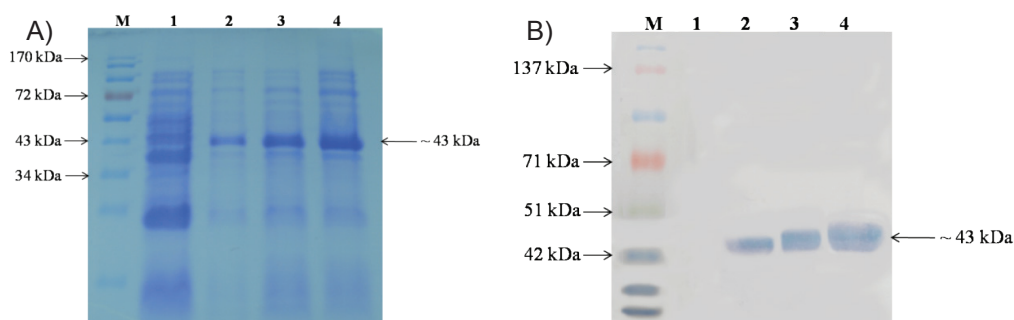 A)
M 1 2 3 4
170 kDa
72 kDa
43 kDa
34 kDa
~ 43 kDa
B)
M 1 2 3 4
137 kDa
71 kDa
51 kDa
42 kDa
~ 43 kDa